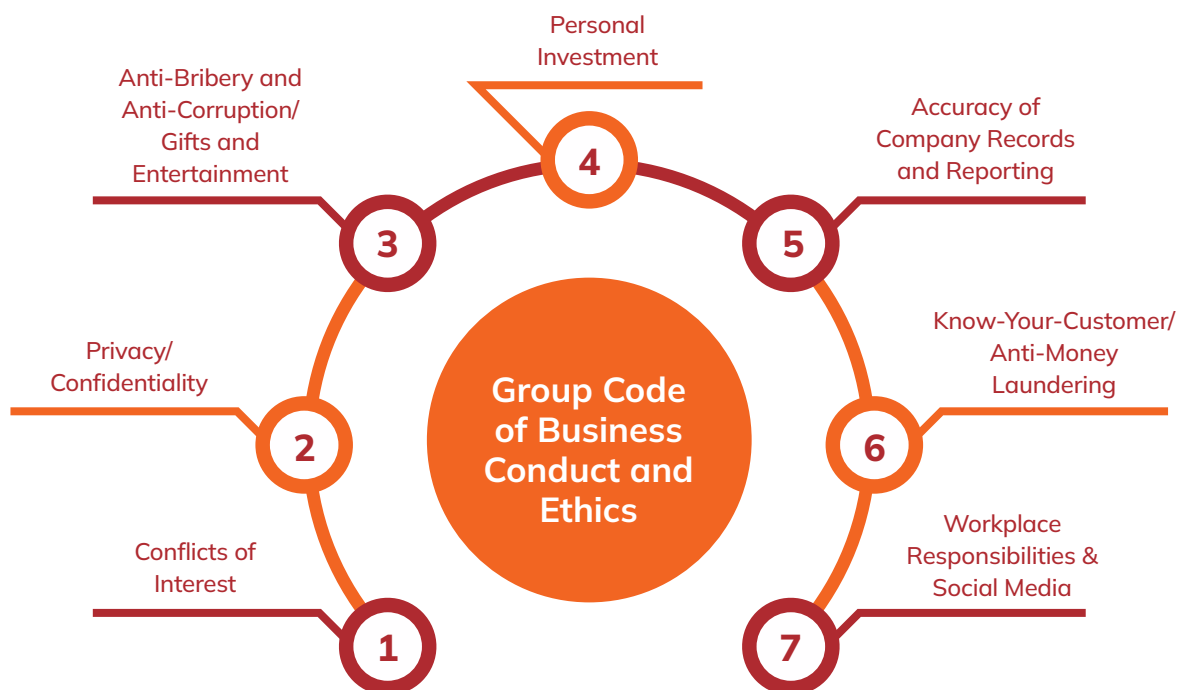 Personal
Investment
4
Anti-Bribery and
Anti-Corruption/
Gifts and
Entertainment
3
Accuracy of
Company Records
and Reporting
5
Privacy/
Confidentiality
2
Know-Your-Customer/
Anti-Money
Laundering
6
Group Code
of Business
Conduct and
Ethics
Conflicts of
Interest
1
Workplace
Responsibilities &
Social Media
7